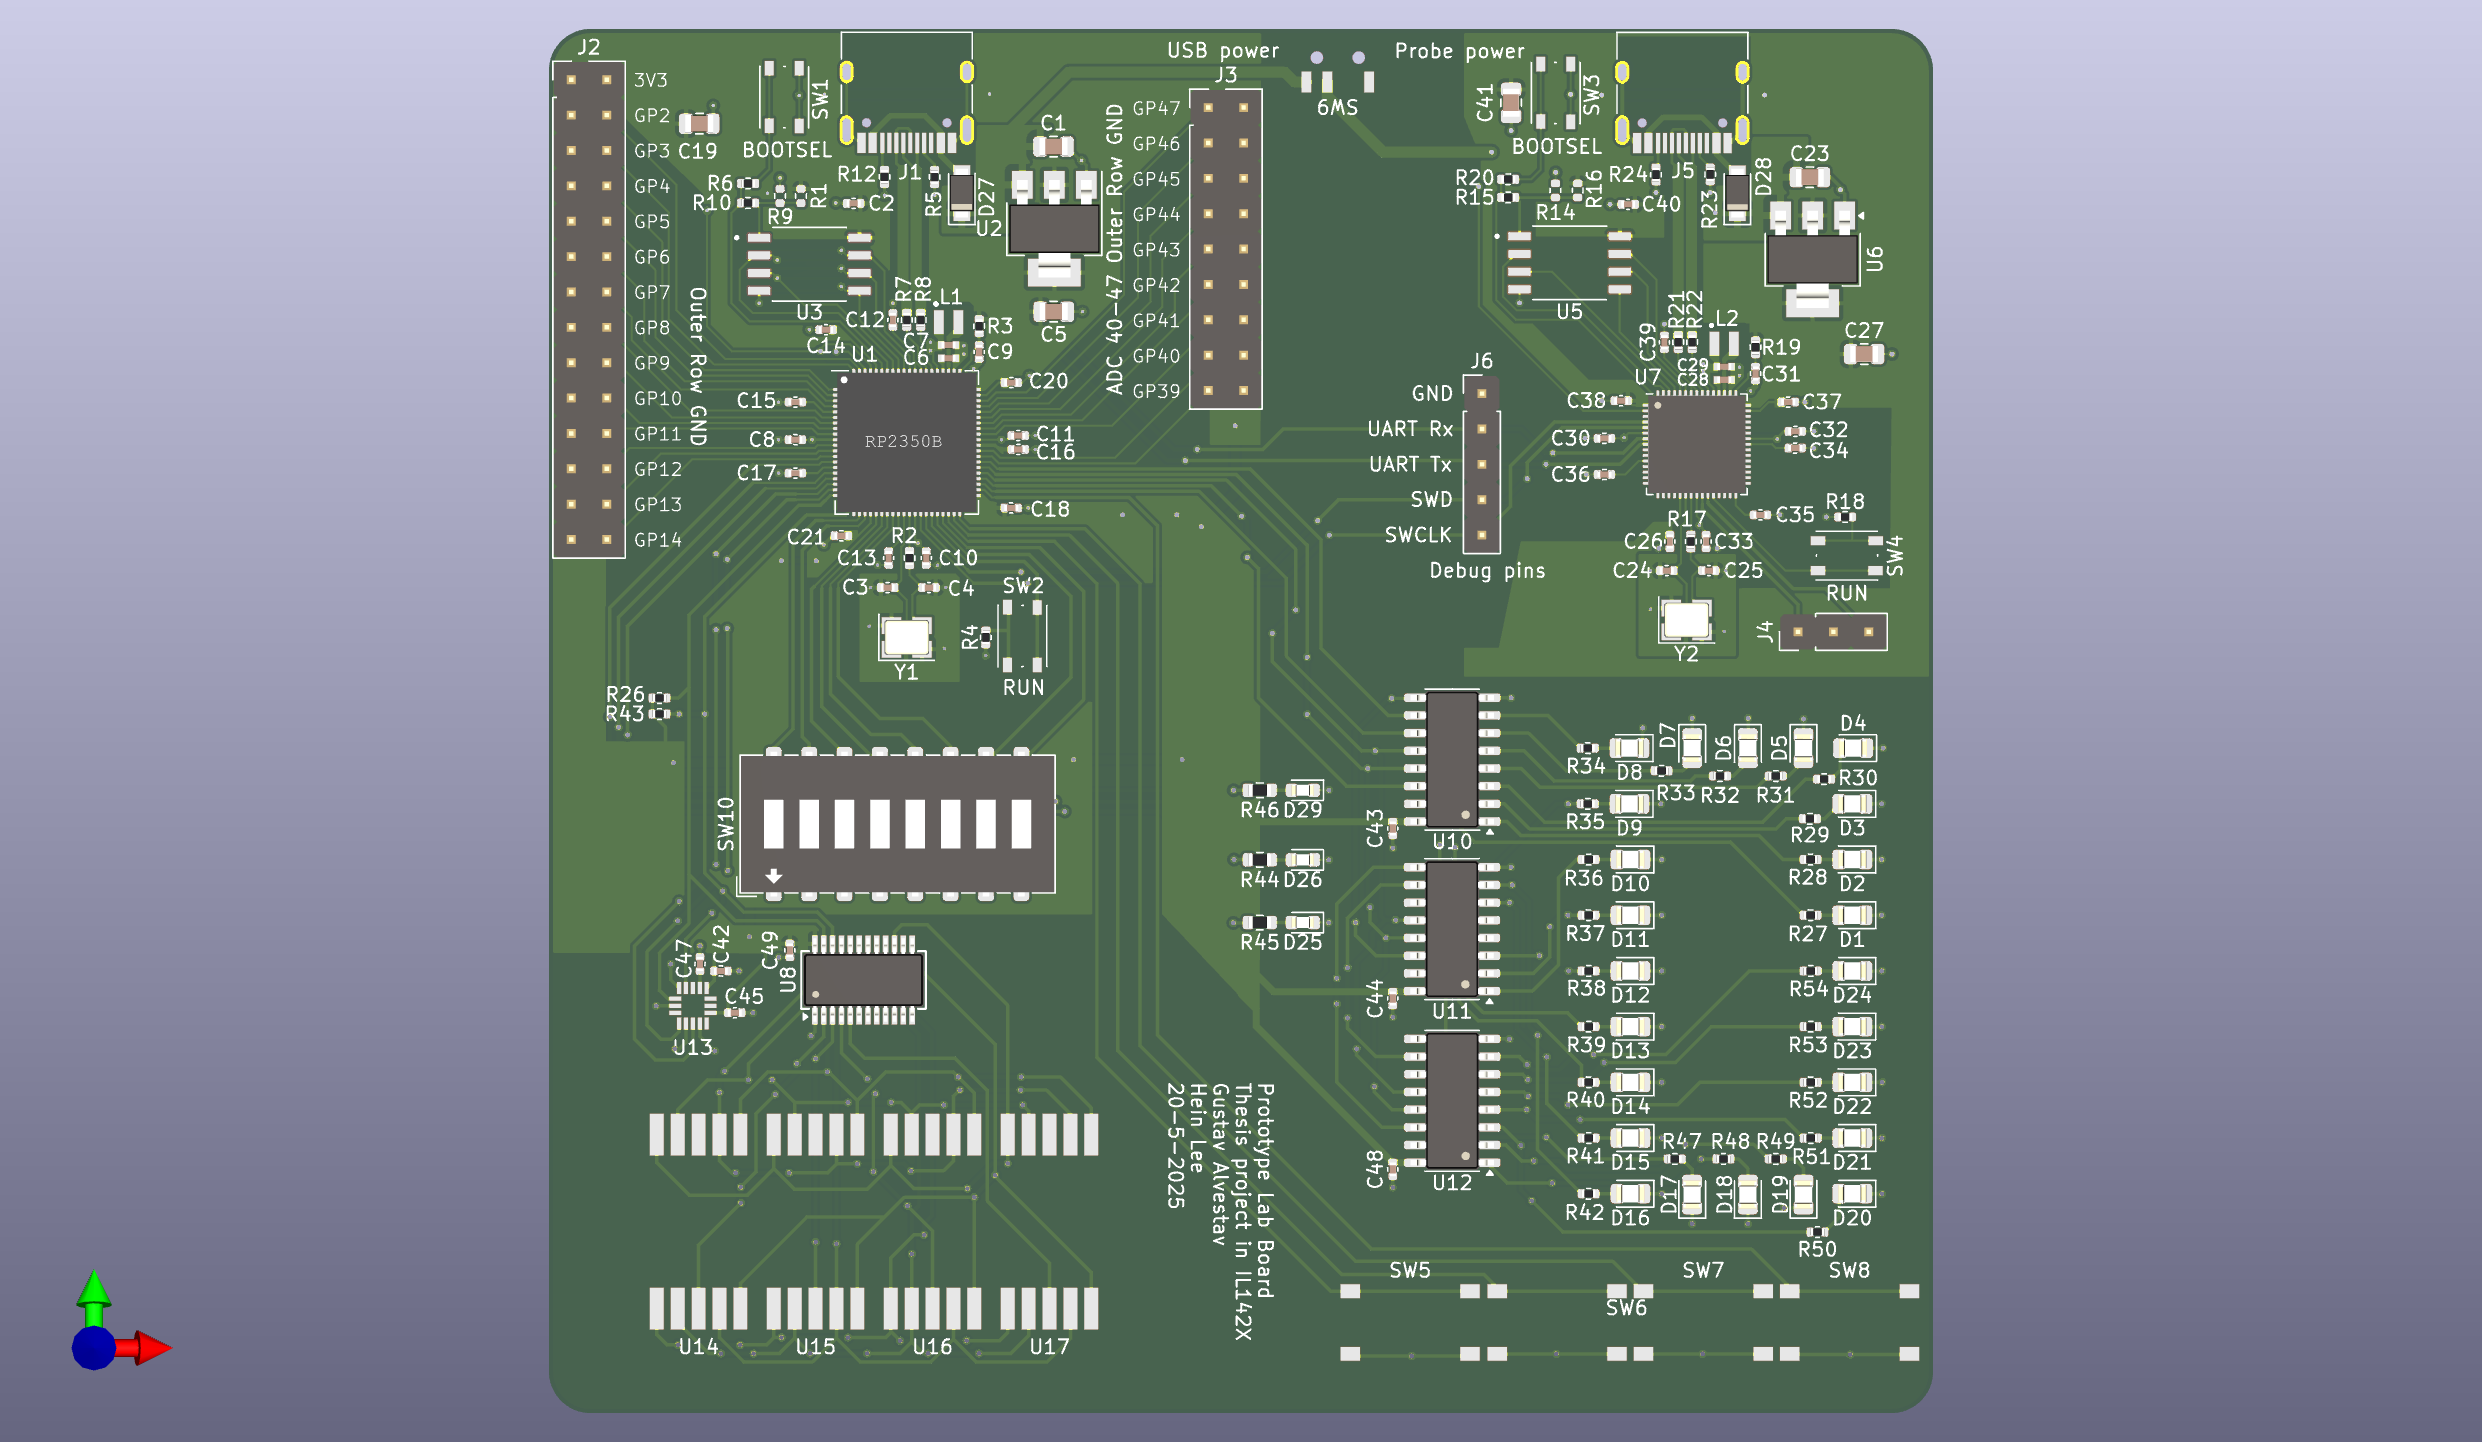 J2
USB power
Probe power
J3
3V3
GP2
GP3
GP4
GP5
GP6
GP7
GP8
GP9
GP10
GP11
GP12
GP13
GP14
Outer Row GND
C19
SW1
BOOTSEL
R6
R10
R9
R1
R12
J1
C2
R5
D27
U2
C1
C5
U3
C14
R7
R8
L1
C12
C7
C6
R3
C9
U1
C20
C15
C8
C17
RP2350B
C11
C16
C18
C21
R2
C13
C10
C3
C4
Y1
R4
SW2
RUN
ADC 40-47 Outer Row GND
GP47
GP46
GP45
GP44
GP43
GP42
GP41
GP40
GP39
SW9
C41
SW3
BOOTSEL
R20
R15
R14
R16
R24
J5
C40
R23
D28
C23
U6
U5
R21
R22
L2
C39
C29
C28
R19
C31
C27
U7
C38
C30
C36
C37
C32
C34
C35
R18
R17
C26
C33
C24
C25
Y2
SW4
RUN
J4
J6
GND
UART Rx
UART Tx
SWD
SWCLK
Debug pins
R26
R43
SW10
C47
C42
C49
U8
C45
U13
R46
D29
R44
D26
R45
D25
C43
U10
C44
U11
C48
U12
R34
D8
D7
D6
D5
D4
R33
R32
R31
R30
R35
D9
R29
D3
R36
D10
R28
D2
R37
D11
R27
D1
R38
D12
R54
D24
R39
D13
R53
D23
R40
D14
R52
D22
R41
D15
R47
R48
R49
R51
D21
R42
D16
D17
D18
D19
D20
R50
Prototype Lab Board
Thesis project in IL142X
Gustav Alvestav
Hein Lee
20-5-2025
SW5
SW6
SW7
SW8
U14
U15
U16
U17